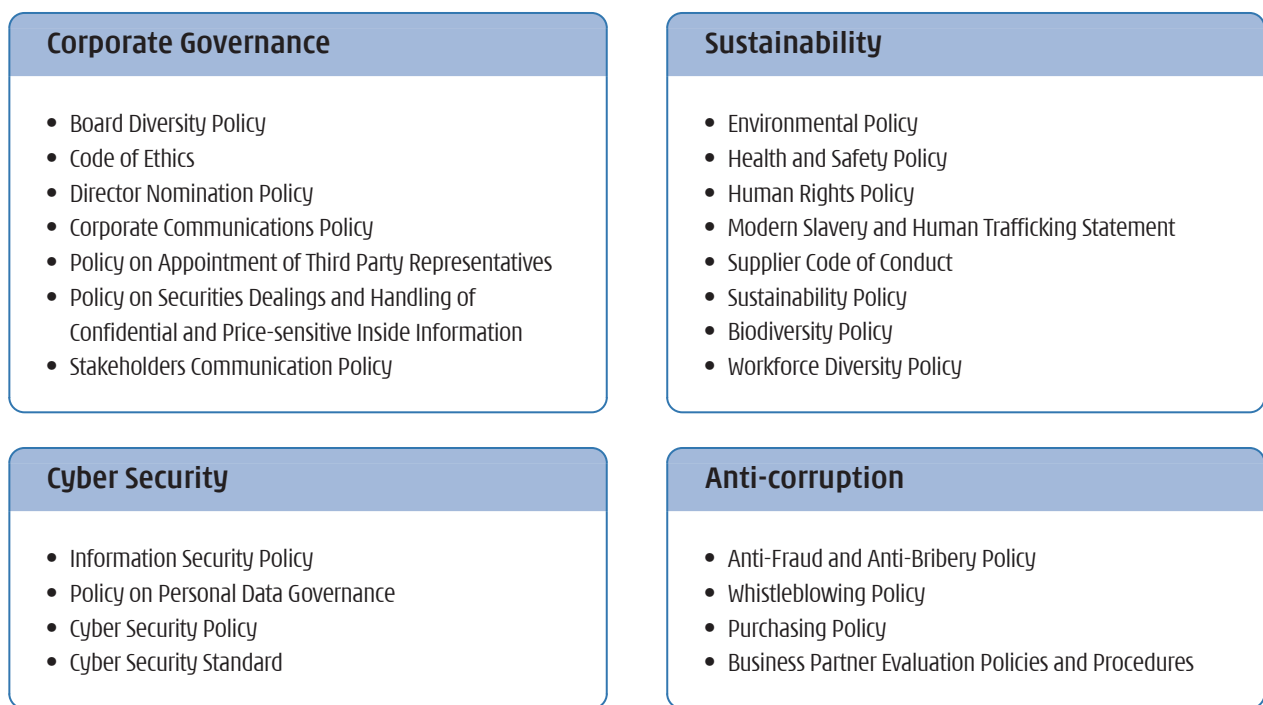 Corporate Governance
• Board Diversity Policy
• Code of Ethics
• Director Nomination Policy
• Corporate Communications Policy
• Policy on Appointment of Third Party Representatives
• Policy on Securities Dealings and Handling of
Confidential and Price-sensitive Inside Information
• Stakeholders Communication Policy
Sustainability
• Environmental Policy
• Health and Safety Policy
• Human Rights Policy
• Modern Slavery and Human Trafficking Statement
• Supplier Code of Conduct
• Sustainability Policy
• Biodiversity Policy
• Workforce Diversity Policy
Cyber Security
• Information Security Policy
• Policy on Personal Data Governance
• Cyber Security Policy
• Cyber Security Standard
Anti-corruption
• Anti-Fraud and Anti-Bribery Policy
• Whistleblowing Policy
• Purchasing Policy
• Business Partner Evaluation Policies and Procedures